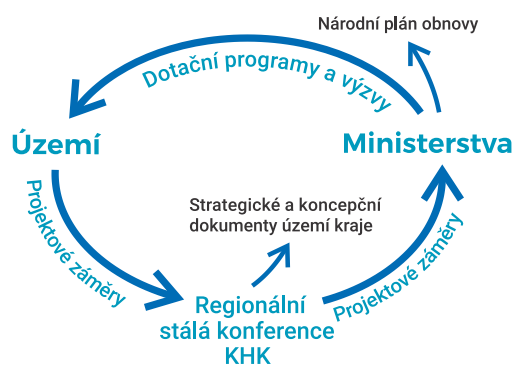 Národní plán obnovy
Dotační programy a výzvy
Území
Ministerstva
Projektové záměry
Strategické a koncepční
dokumenty území kraje
Projektové záměry
Regionální
stálá konference
KHK